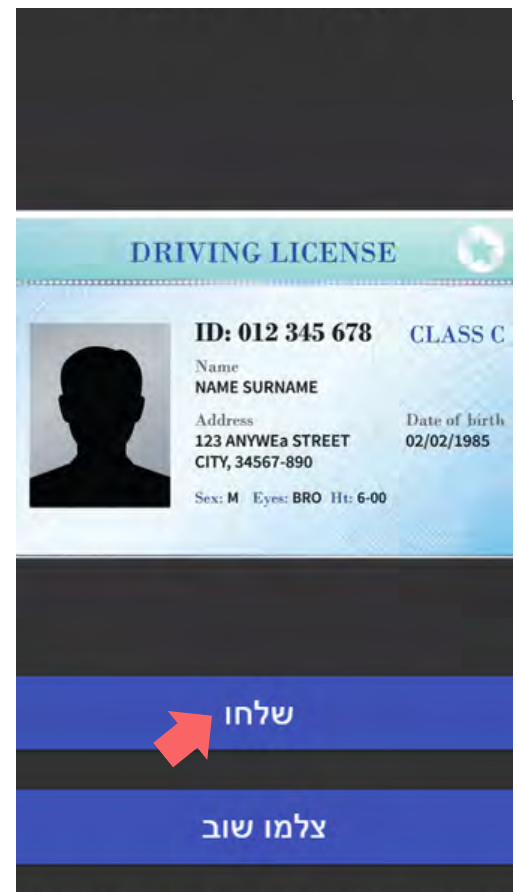 DRIVING LICENSE
ID: 012 345 678 CLASS C
Name
NAME SURNAME
Address Date of birth
123 ANYWEa STREET 02/02/1985
CITY, 34567-890
Sex: M Eyes: BRO Ht: 6-00
שלחו
צלמו שוב